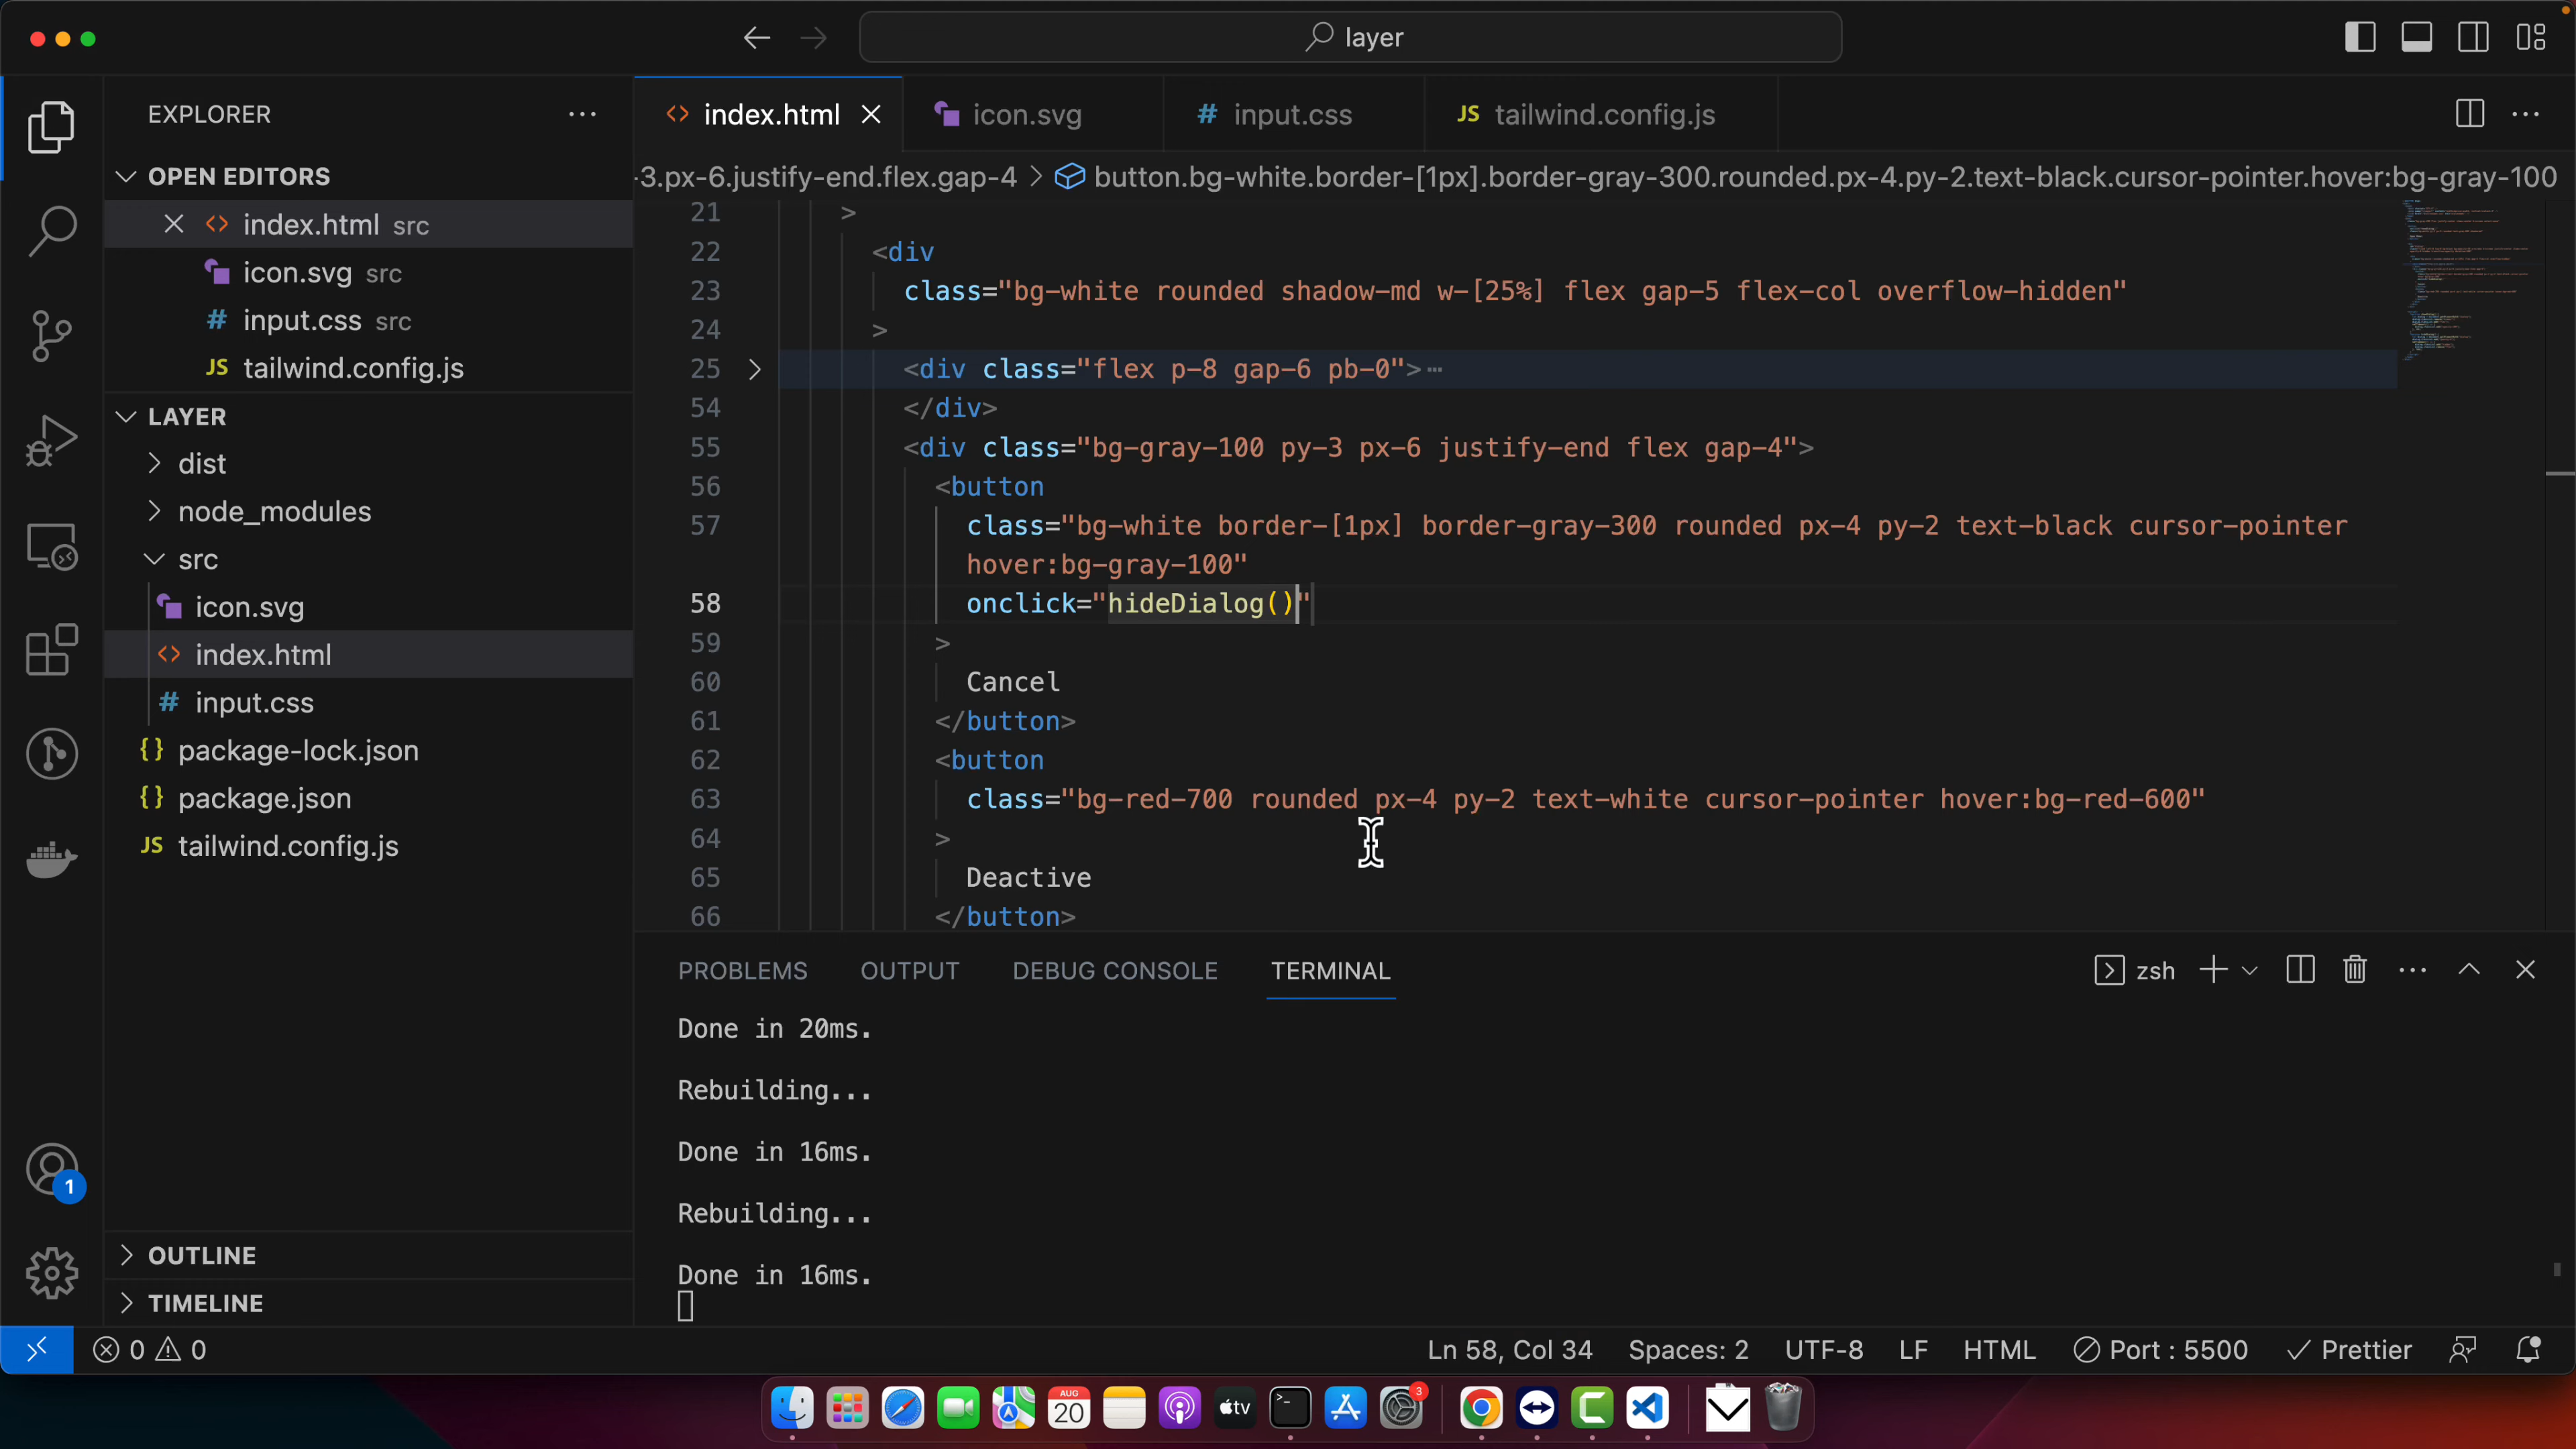 layer
EXPLORER
OPEN EDITORS
index.html src
icon.svg src
input.css src
tailwind.config.js
LAYER
dist
node_modules
src
icon.svg
index.html
input.css
package-lock.json
package.json
tailwind.config.js
OUTLINE
TIMELINE
index.html
icon.svg
input.css
tailwind.config.js
-3.px-6.justify-end.flex.gap-4 > button.bg-white.border-[1px].border-gray-300.rounded.px-4.py-2.text-black.cursor-pointer.hover:bg-gray-100
21 >
22 <div
23 class="bg-white rounded shadow-md w-[25%] flex gap-5 flex-col overflow-hidden"
24 >
25 <div class="flex p-8 gap-6 pb-0">…
54 </div>
55 <div class="bg-gray-100 py-3 px-6 justify-end flex gap-4">
56 <button
57 class="bg-white border-[1px] border-gray-300 rounded px-4 py-2 text-black cursor-pointer
hover:bg-gray-100"
58 onclick="hideDialog()"
59 >
60 Cancel
61 </button>
62 <button
63 class="bg-red-700 rounded px-4 py-2 text-white cursor-pointer hover:bg-red-600"
64 >
65 Deactive
66 </button>
PROBLEMS OUTPUT DEBUG CONSOLE TERMINAL
zsh
Done in 20ms.
Rebuilding...
Done in 16ms.
Rebuilding...
Done in 16ms.
1
0 0
Ln 58, Col 34 Spaces: 2 UTF-8 LF HTML Port : 5500 Prettier
AUG
20
tv
3